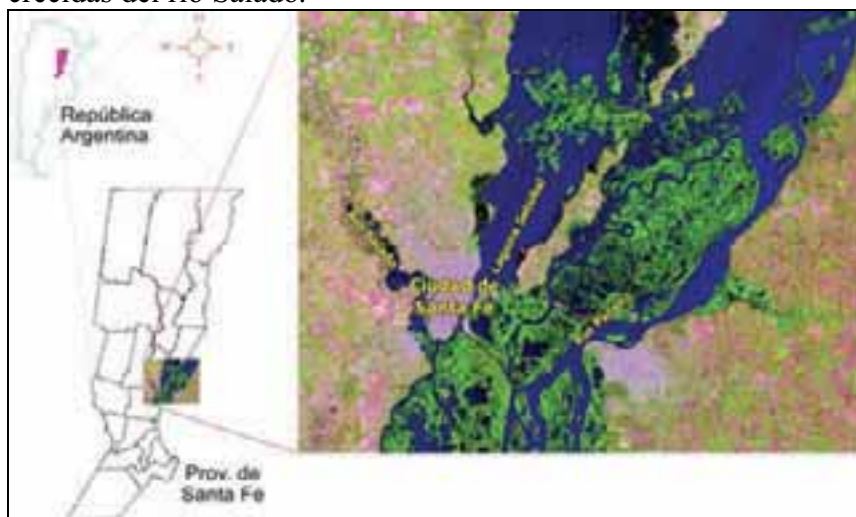 crecidas del río Salado.
N
República
Argentina
Ciudad de
Santa Fe
Prov. de
Santa Fe